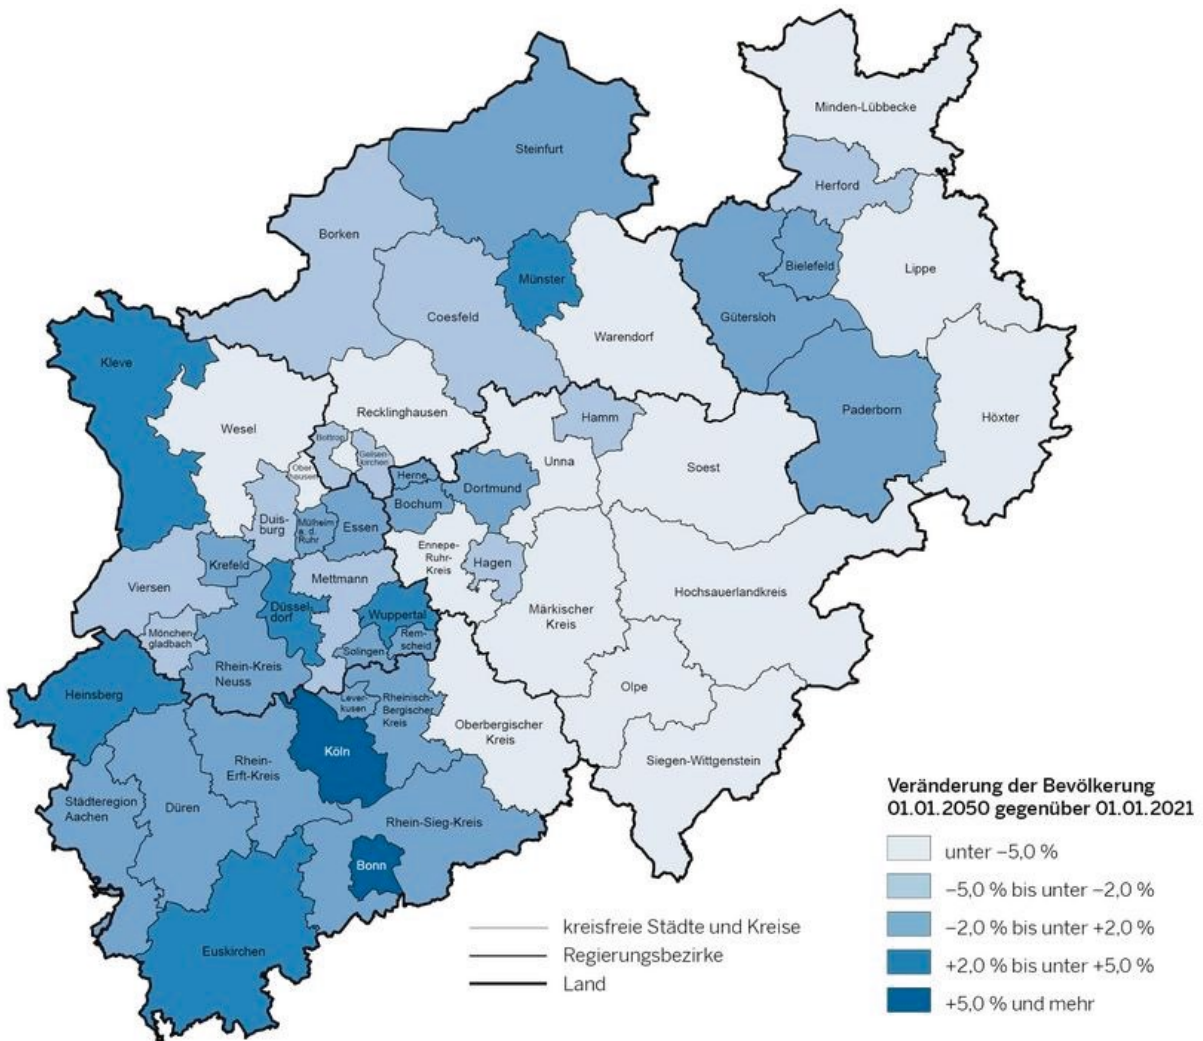 Minden-Lübbecke
Steinfurt
Herford
Borken
Bielefeld
Lippe
Münster
Coesfeld
Gütersloh
Warendorf
Kleve
Recklinghausen
Paderborn
Höxter
Wesel
Hamm
Bottrop
Gelsen-
kirchen
Unna
Soest
Ober-
hausen
Herne
Dortmund
Bochum
Duis-
burg
Mülheim
a. d.
Ruhr
Essen
Ennepe-
Ruhr-
Kreis
Hagen
Krefeld
Mettmann
Viersen
Hochsauerlandkreis
Düssel-
dorf
Wuppertal
Märkischer
Kreis
Mönchen-
gladbach
Rem-
scheid
Solingen
Rhein-Kreis
Neuss
Heinsberg
Lever-
kusen
Rheinisch-
Bergischer
Kreis
Olpe
Oberbergischer
Kreis
Köln
Siegen-Wittgenstein
Rhein-
Erft-Kreis
Städteregion
Aachen
Düren
Rhein-Sieg-Kreis
Bonn
Euskirchen
Veränderung der Bevölkerung
01.01.2050 gegenüber 01.01.2021
unter –5,0 %
–5,0 % bis unter –2,0 %
–2,0 % bis unter +2,0 %
+2,0 % bis unter +5,0 %
+5,0 % und mehr
kreisfreie Städte und Kreise
Regierungsbezirke
Land